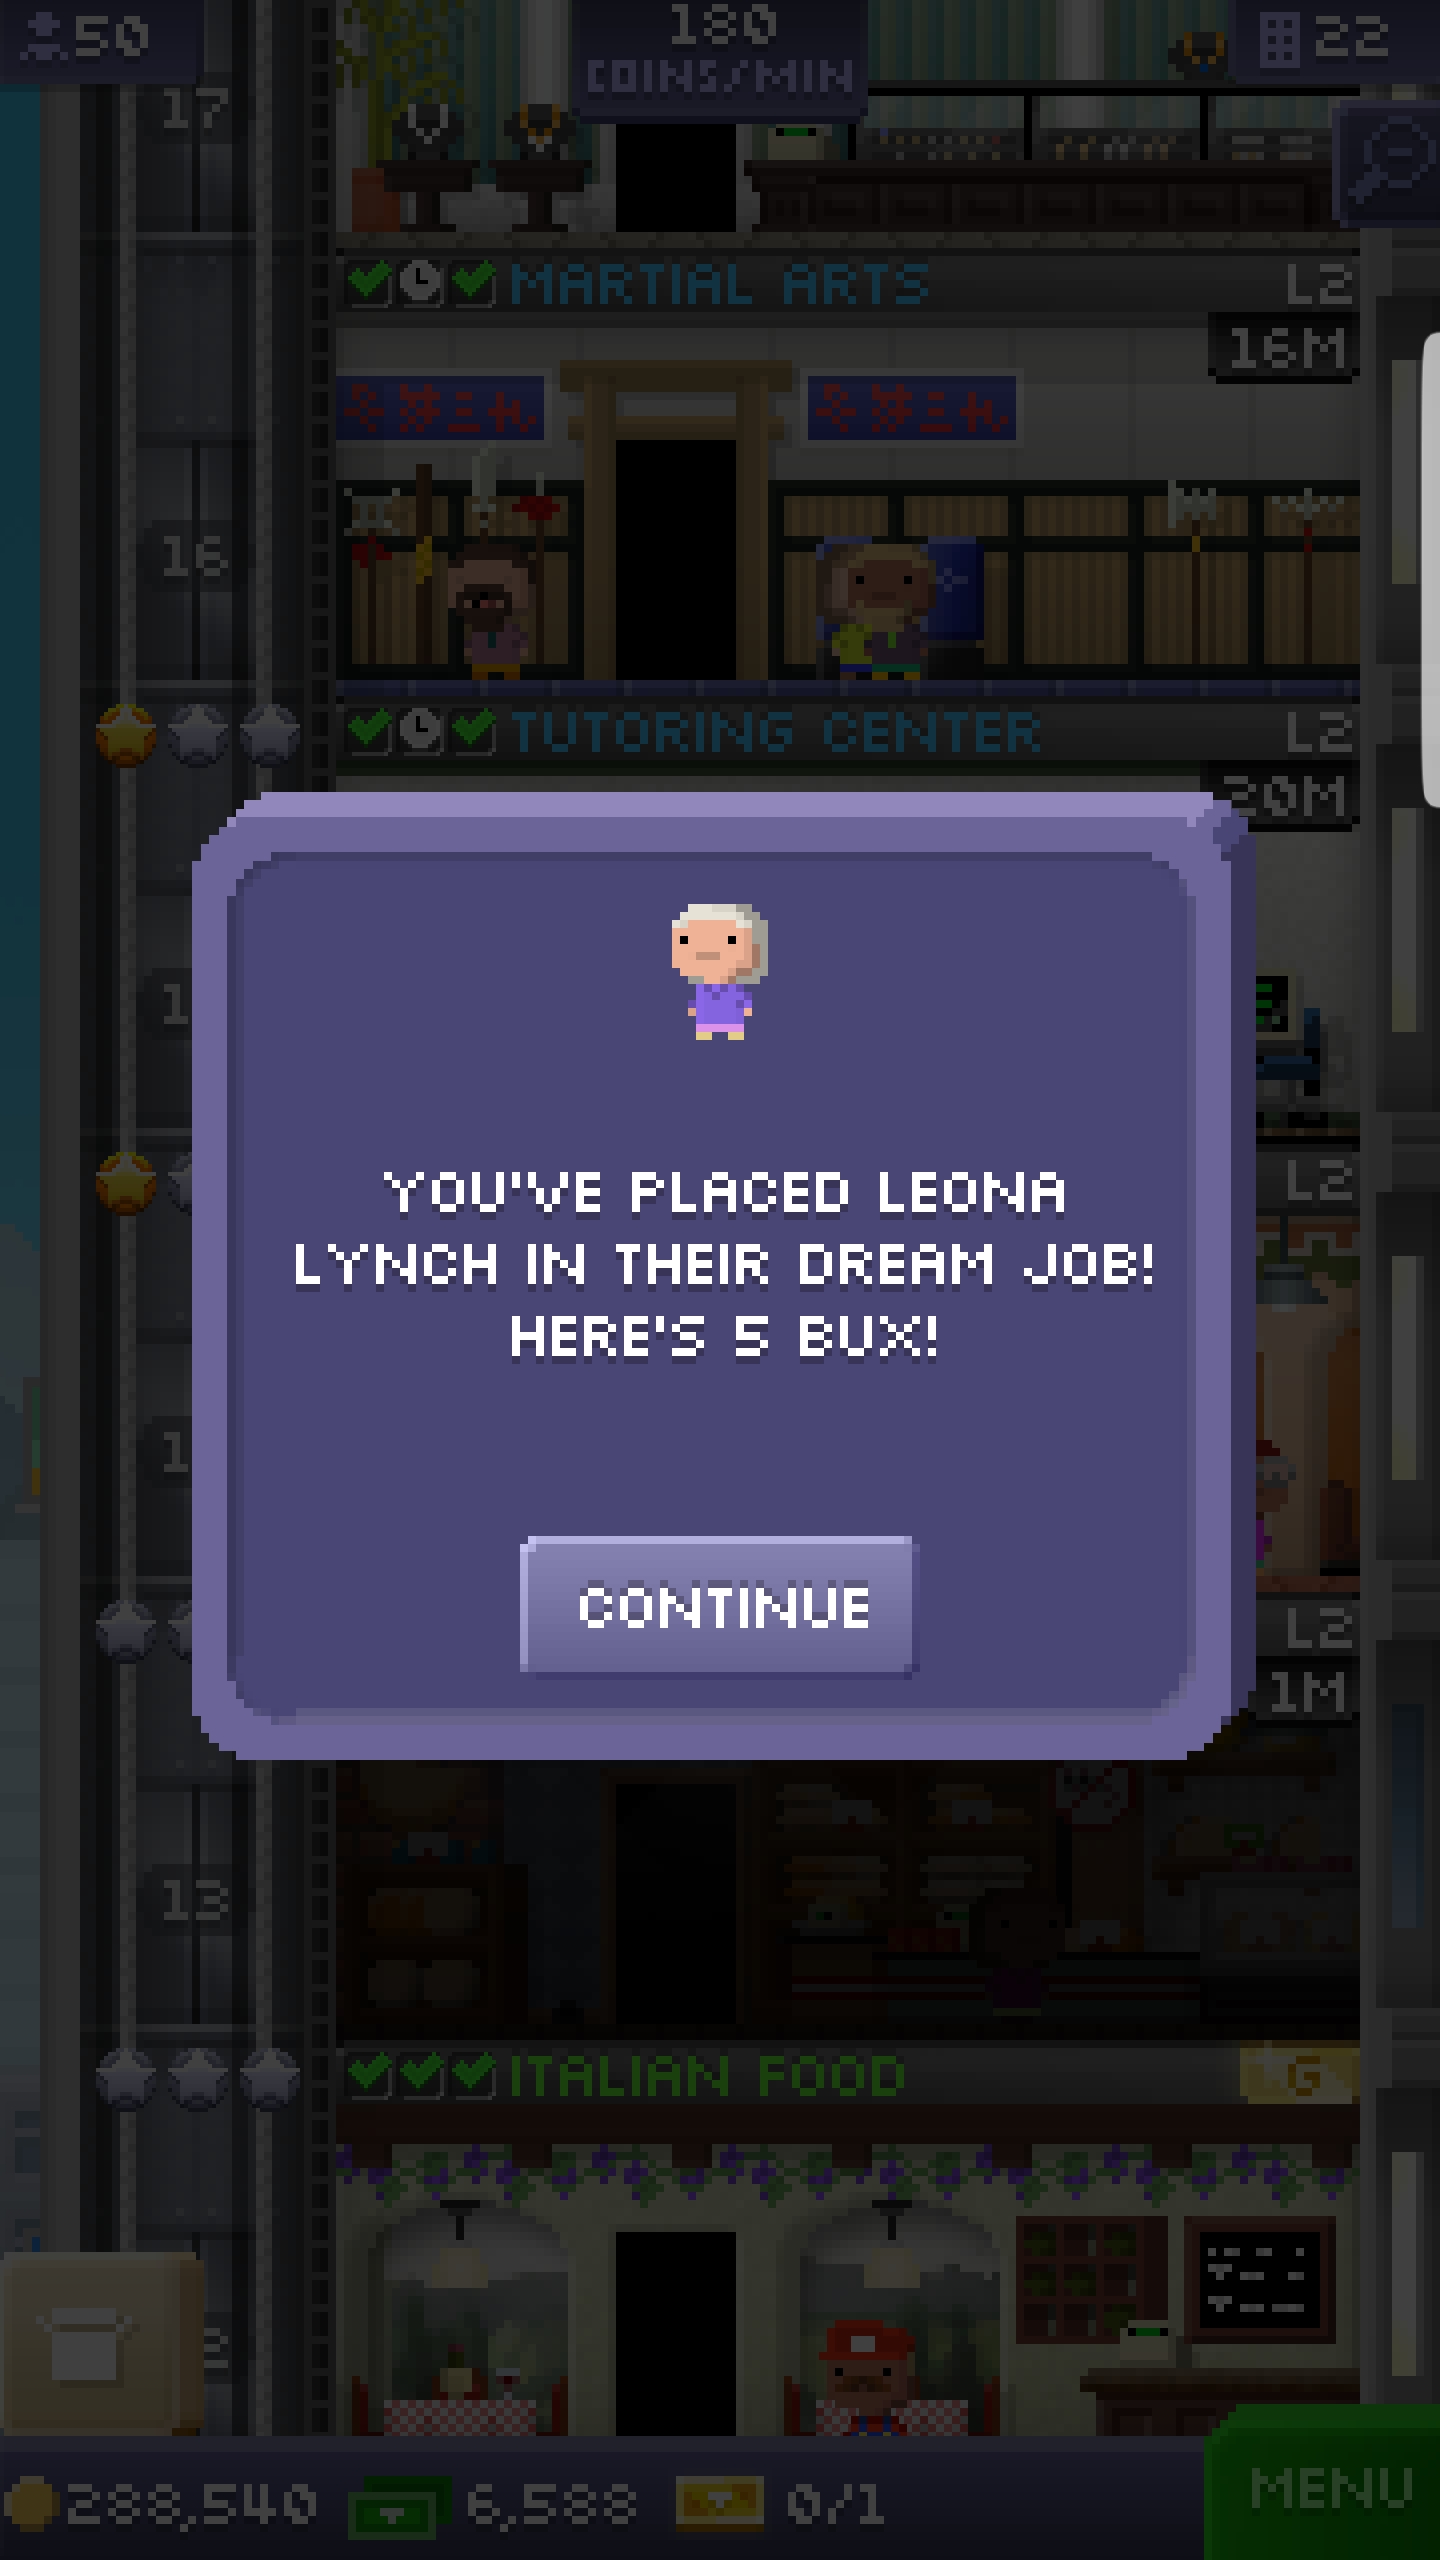 50
180
COINS/MIN
22
17
MARTIAL ARTS
L2
16M
16
TUTORING CENTER
L2
20M
YOU'VE PLACED LEONA
LYNCH IN THEIR DREAM JOB!
HERE'S 5 BUX!
CONTINUE
L2
L2
1M
13
ITALIAN FOOD
G
288,540
6,588
0/1
MENU